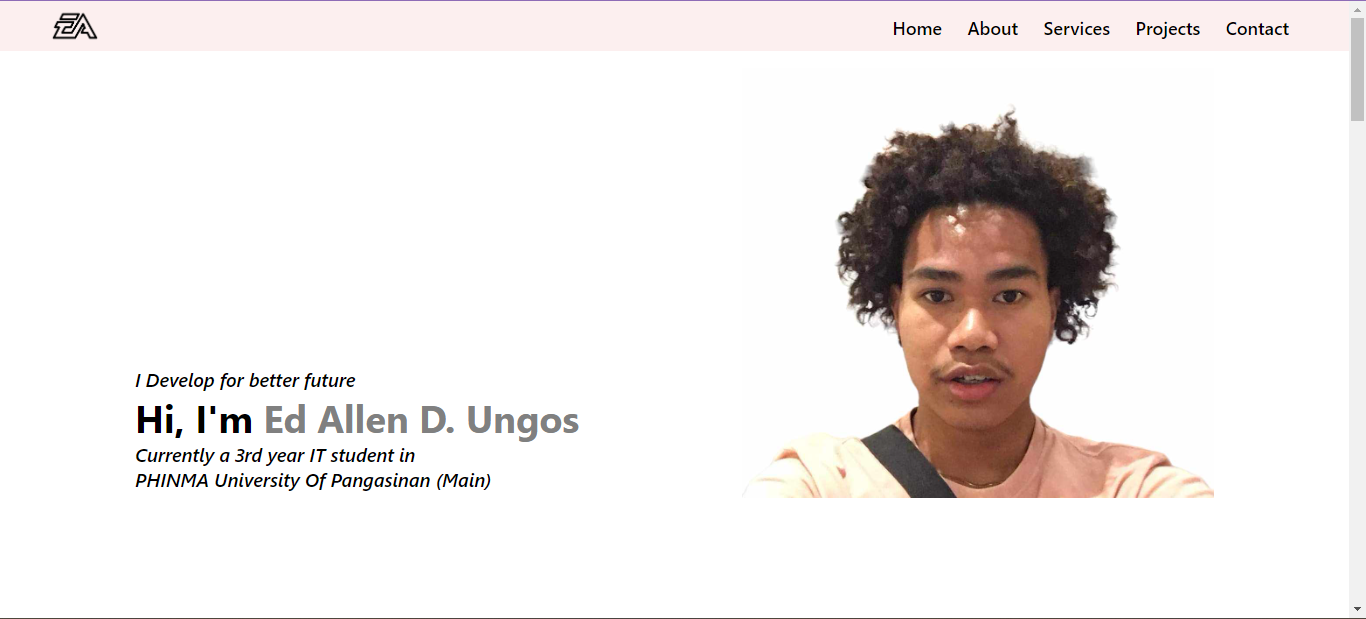 EA
Home About Services Projects Contact
I Develop for better future
Hi, I'm Ed Allen D. Ungos
Currently a 3rd year IT student in
PHINMA University Of Pangasinan (Main)